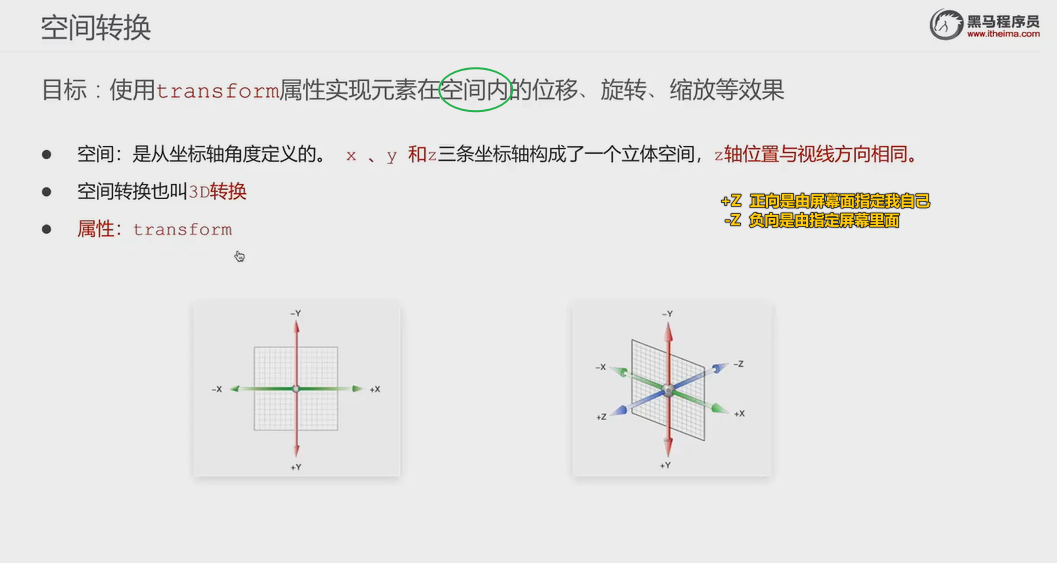 空间转换
黑马程序员
www.itheima.com
目标：使用transform属性实现元素在空间内的位移、旋转、缩放等效果
空间：是从坐标轴角度定义的。 x 、y 和z三条坐标轴构成了一个立体空间，z轴位置与视线方向相同。
空间转换也叫3D转换
属性：transform
+Z 正向是由屏幕面指定我自己
-Z 负向是由指定屏幕里面
-Y
-X
+X
+Y
-Y
-X
-Z
+Z
+X
+Y